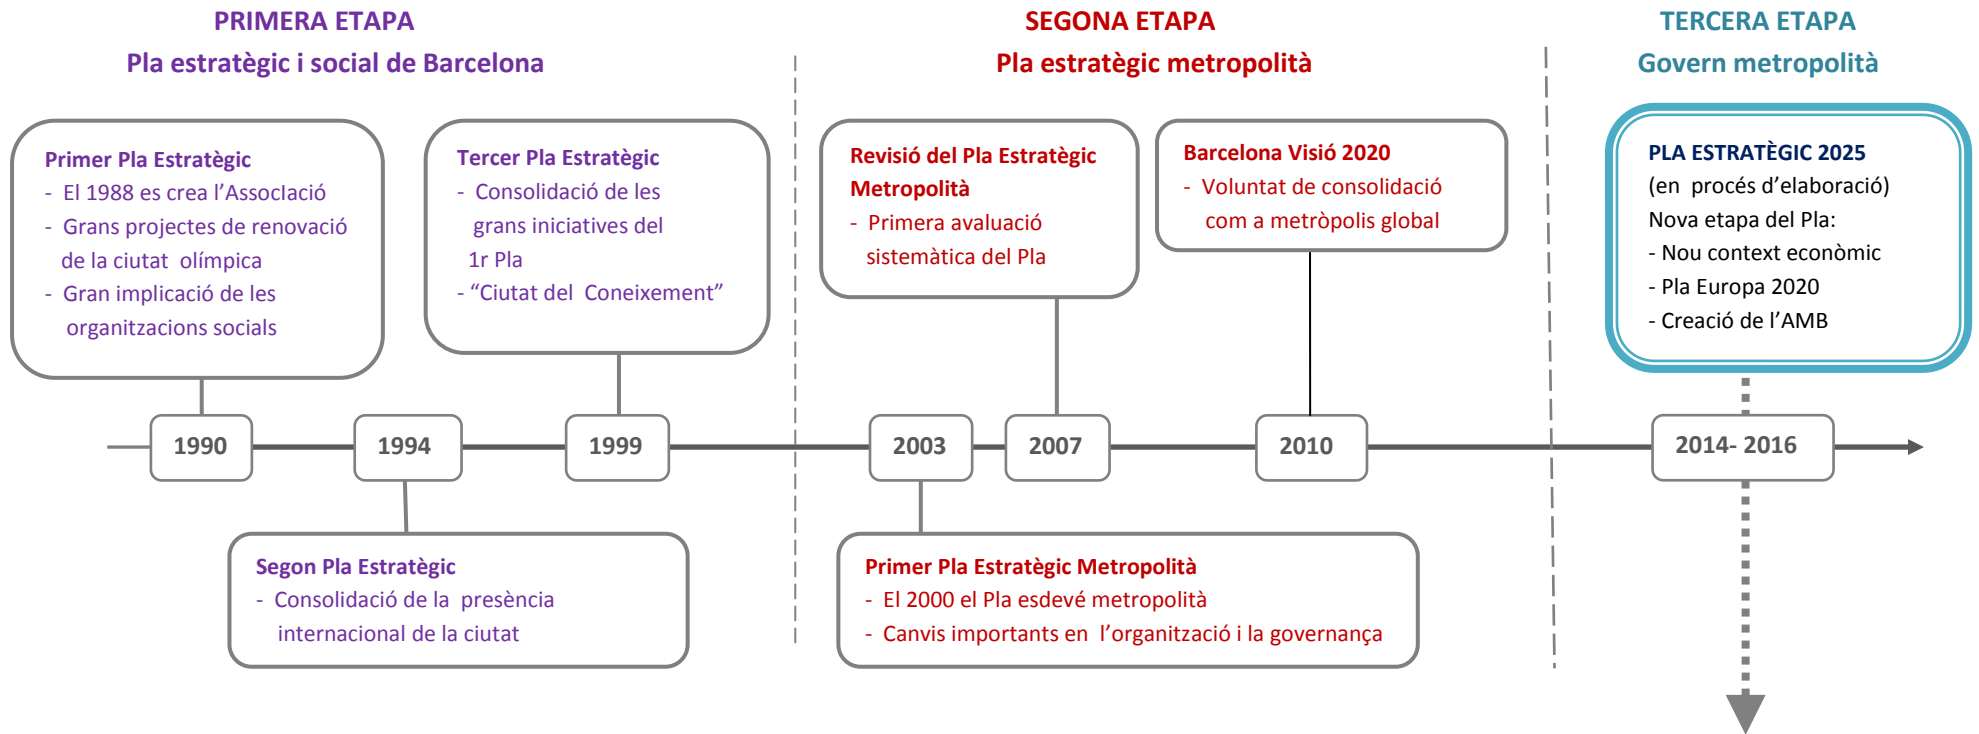 PRIMERA ETAPA
Pla estratègic i social de Barcelona
SEGONA ETAPA
Pla estratègic metropolità
TERCERA ETAPA
Govern metropolità
Primer Pla Estratègic
- El 1988 es crea l’AssocIació
- Grans projectes de renovació
de la ciutat olímpica
- Gran implicació de les
organitzacions socials
Tercer Pla Estratègic
- Consolidació de les
grans iniciatives del
1r Pla
- “Ciutat del Coneixement”
Revisió del Pla Estratègic
Metropolità
- Primera avaluació
sistemàtica del Pla
Barcelona Visió 2020
- Voluntat de consolidació
com a metròpolis global
PLA ESTRATÈGIC 2025
(en procés d’elaboració)
Nova etapa del Pla:
- Nou context econòmic
- Pla Europa 2020
- Creació de l’AMB
1990
1994
1999
2003
2007
2010
2014- 2016
Segon Pla Estratègic
- Consolidació de la presència
internacional de la ciutat
Primer Pla Estratègic Metropolità
- El 2000 el Pla esdevé metropolità
- Canvis importants en l’organització i la governança